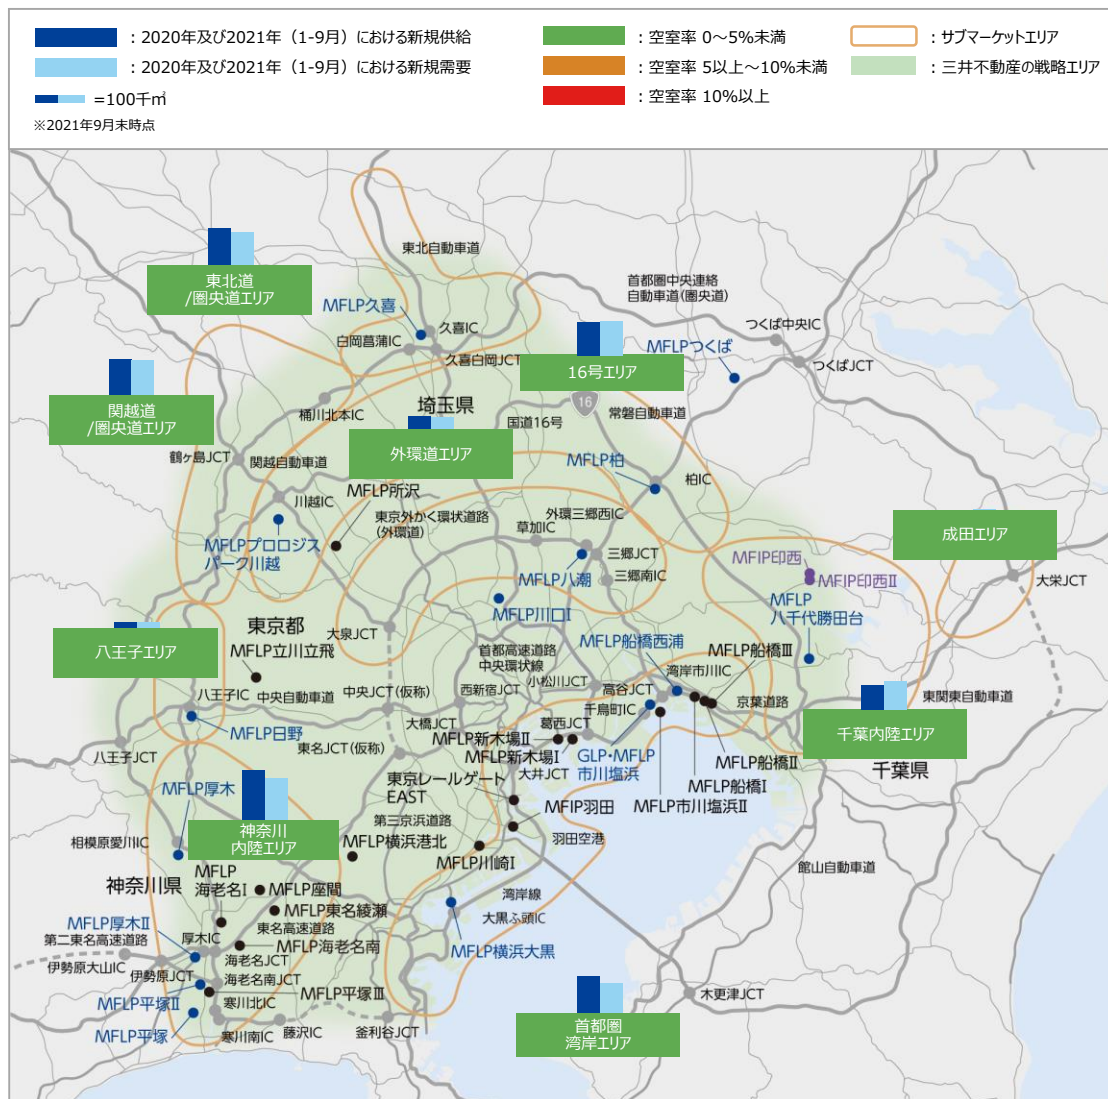 ：2020年及び2021年（1-9月）における新規供給
：2020年及び2021年（1-9月）における新規需要
=100千㎡
※2021年9月末時点
：空室率 0～5%未満
：空室率 5以上～10%未満
：空室率 10%以上
：サブマーケットエリア
：三井不動産の戦略エリア
東北自動車道
東北道
/圏央道エリア
首都圏中央連絡
自動車道(圏央道)
MFLP久喜
久喜IC
白岡菖蒲IC
久喜白岡JCT
つくば中央IC
MFLPつくば
つくばJCT
16号エリア
16
関越道
/圏央道エリア
桶川北本IC
埼玉県
国道16号
常磐自動車道
外環道エリア
鶴ヶ島JCT
関越自動車道
MFLP柏
柏IC
川越IC
MFLP所沢
東京外かく環状道路
(外環道)
外環三郷西IC
草加IC
成田エリア
MFLPプロロジス
パーク川越
三郷JCT
MFLP八潮
三郷南IC
MFIP印西
MFIP印西Ⅱ
大栄JCT
MFLP川口Ⅰ
MFLP
八千代勝田台
東京都
大泉JCT
八王子エリア
MFLP立川立飛
首都高速道路
中央環状線
MFLP船橋西浦
MFLP船橋Ⅲ
湾岸市川IC
小松川JCT
高谷JCT
京葉道路
八王子IC
中央自動車道
中央JCT(仮称)
西新宿JCT
千鳥町IC
東関東自動車道
大橋JCT
葛西JCT
MFLP日野
東名JCT(仮称)
MFLP新木場Ⅱ
MFLP新木場Ⅰ
千葉内陸エリア
八王子JCT
大井JCT
GLP・MFLP
市川塩浜
MFLP船橋Ⅱ
千葉県
MFLP船橋Ⅰ
MFLP厚木
東京レールゲート
EAST
MFIP羽田
MFLP市川塩浜Ⅱ
神奈川
内陸エリア
第三京浜道路
相模原愛川IC
MFLP横浜港北
羽田空港
MFLP川崎Ⅰ
館山自動車道
MFLP
海老名Ⅰ
神奈川県
MFLP座間
湾岸線
MFLP東名綾瀬
大黒ふ頭IC
MFLP厚木Ⅱ
東名高速道路
第二東名高速道路
厚木IC
MFLP海老名南
MFLP横浜大黒
海老名JCT
伊勢原大山IC
伊勢原JCT
海老名南JCT
MFLP平塚Ⅲ
木更津JCT
MFLP平塚Ⅱ
寒川北IC
首都圏
湾岸エリア
MFLP平塚
寒川南IC
藤沢IC
釜利谷JCT